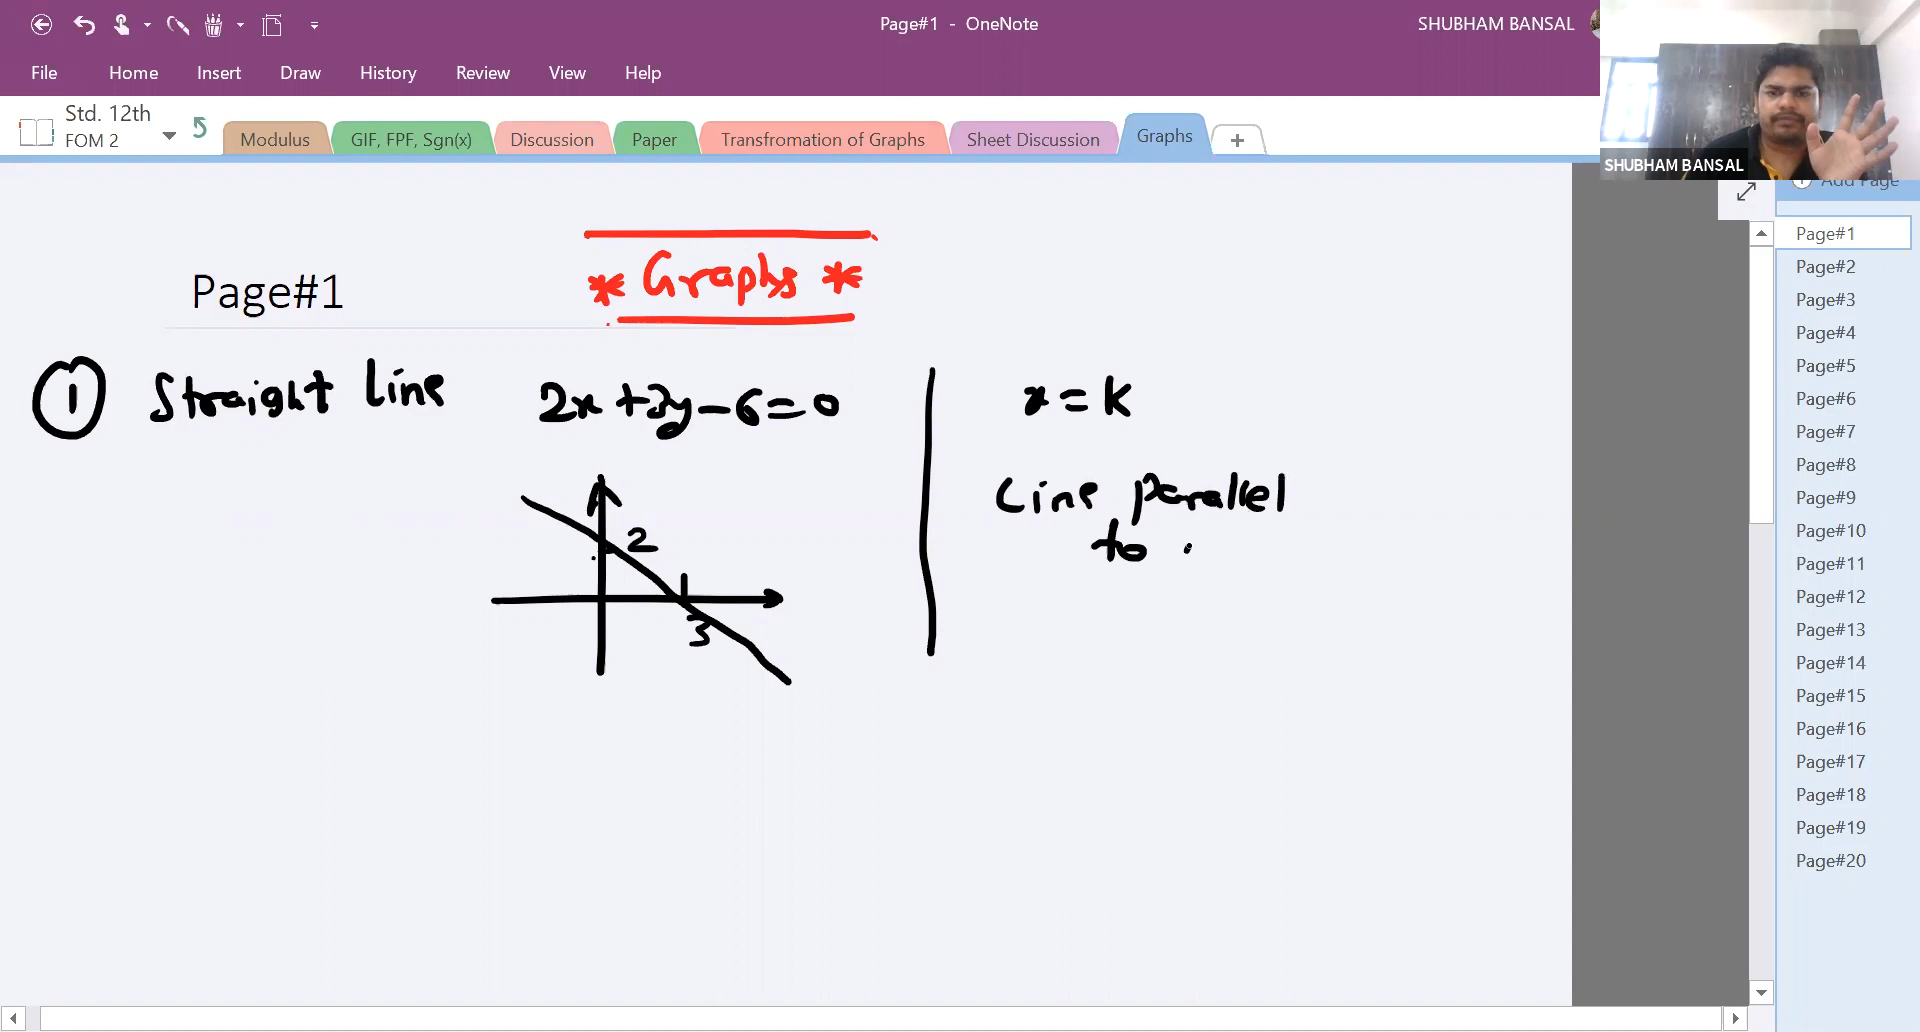 Page#1 - OneNote
SHUBHAM BANSAL
File Home Insert Draw History Review View Help
Std. 12th
FOM 2
Modulus GIF, FPF, Sgn(x) Discussion Paper Transfromation of Graphs Sheet Discussion Graphs +
SHUBHAM BANSAL
Add Page
* Graphs *
Page#1
① Straight Line 2x + 3y - 6 = 0
2
3
x = k
Line parallel
to
Page#1
Page#2
Page#3
Page#4
Page#5
Page#6
Page#7
Page#8
Page#9
Page#10
Page#11
Page#12
Page#13
Page#14
Page#15
Page#16
Page#17
Page#18
Page#19
Page#20